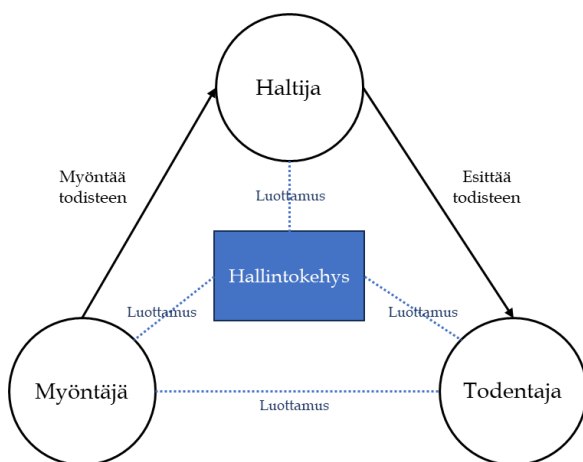 Haltija
Myöntää
todisteen
Esittää
todisteen
Luottamus
Hallintokehys
Luottamus
Luottamus
Myöntäjä
Todentaja
Luottamus